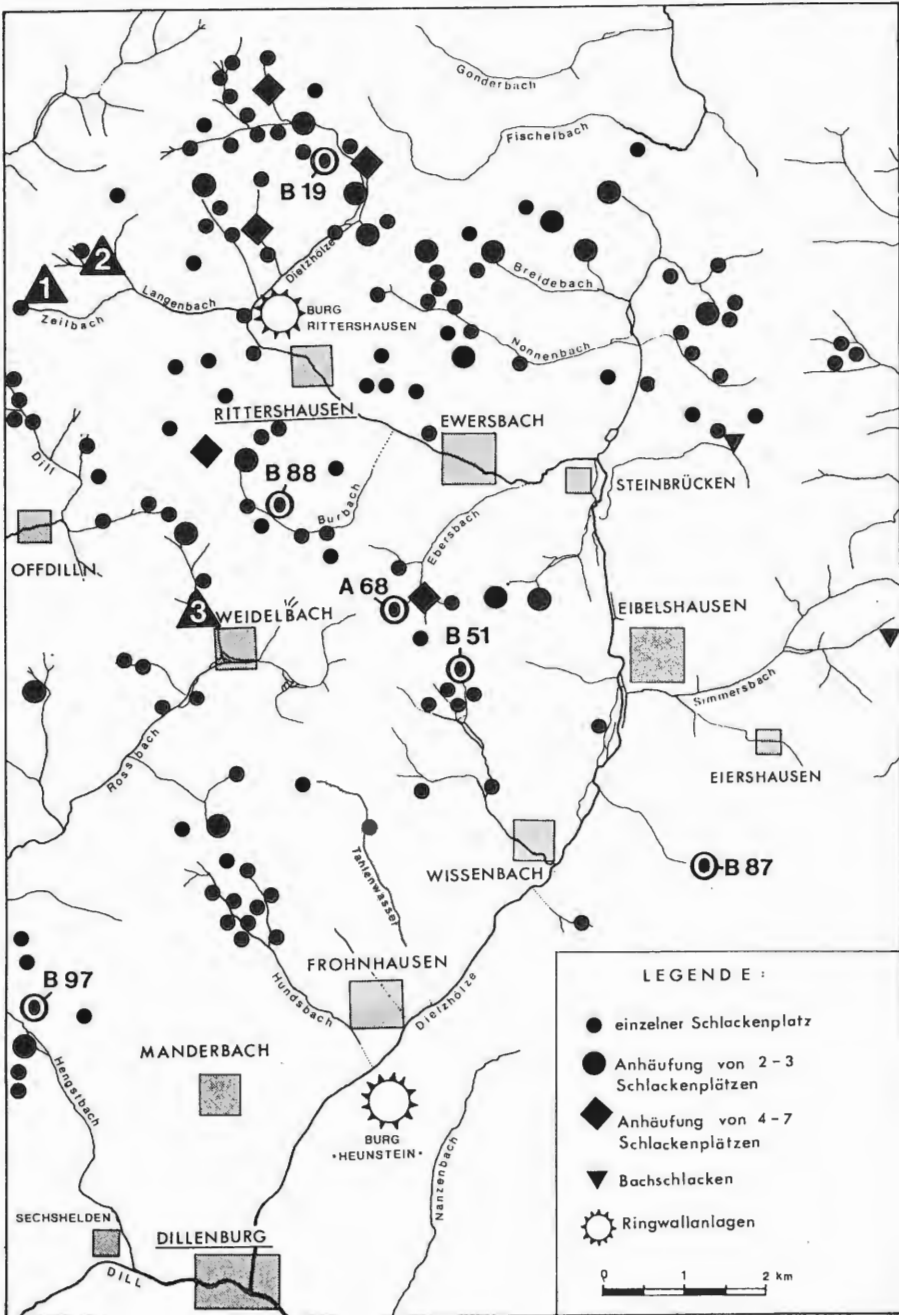 Gonderbach
Fischelbach
B 19
Dietzhölze
Breidebach
2
1
Langenbach
Zeilbach
BURG
RITTERSHAUSEN
Nonnenbach
RITTERSHAUSEN
EWERSBACH
Dill
B 88
STEINBRÜCKEN
Burbach
Ebersbach
OFFDILLN.
A 68
3
WEIDELBACH
EIBELSHAUSEN
B 51
Simmersbach
Rossbach
EIERSHAUSEN
Tahlenwasser
WISSENBACH
B 87
B 97
FROHNHAUSEN
Hundsbach
Dietzhölze
MANDERBACH
Hengstbach
BURG
"HEUNSTEIN"
Nanzenbach
SECHSHELDEN
DILLENBURG
DILL
LEGENDE:
einzelner Schlackenplatz
Anhäufung von 2-3
Schlackenplätzen
Anhäufung von 4-7
Schlackenplätzen
Bachschlacken
Ringwallanlagen
0 1 2 km